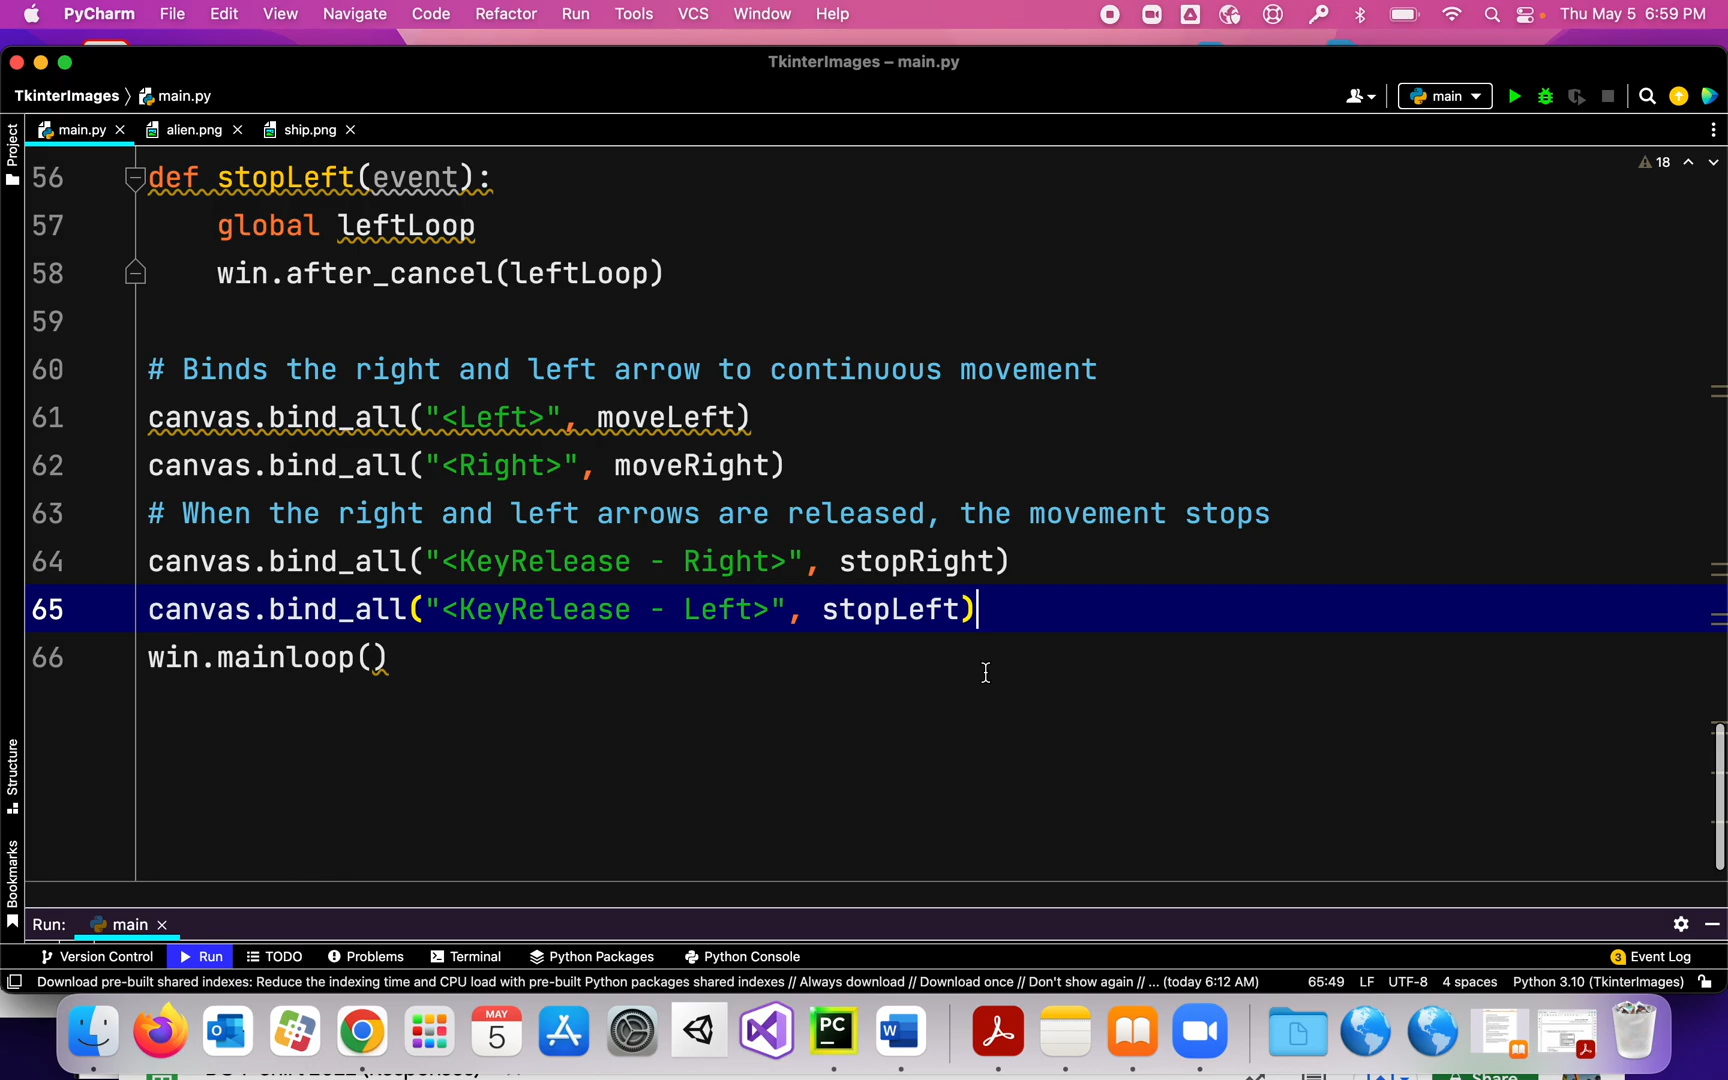 PyCharm File Edit View Navigate Code Refactor Run Tools VCS Window Help Thu May 5 6:59 PM
TkinterImages – main.py
TkinterImages main.py main
main.py alien.png ship.png
Project
18
56 def stopLeft(event):
57 global leftLoop
58 win.after_cancel(leftLoop)
59
60 # Binds the right and left arrow to continuous movement
61 canvas.bind_all("<Left>", moveLeft)
62 canvas.bind_all("<Right>", moveRight)
63 # When the right and left arrows are released, the movement stops
64 canvas.bind_all("<KeyRelease - Right>", stopRight)
65 canvas.bind_all("<KeyRelease - Left>", stopLeft)
66 win.mainloop()
Structure
Bookmarks
Run: main
Version Control Run TODO Problems Terminal Python Packages Python Console 3 Event Log
Download pre-built shared indexes: Reduce the indexing time and CPU load with pre-built Python packages shared indexes // Always download // Download once // Don't show again // ... (today 6:12 AM) 65:49 LF UTF-8 4 spaces Python 3.10 (TkinterImages)
MAY
5
PC
W